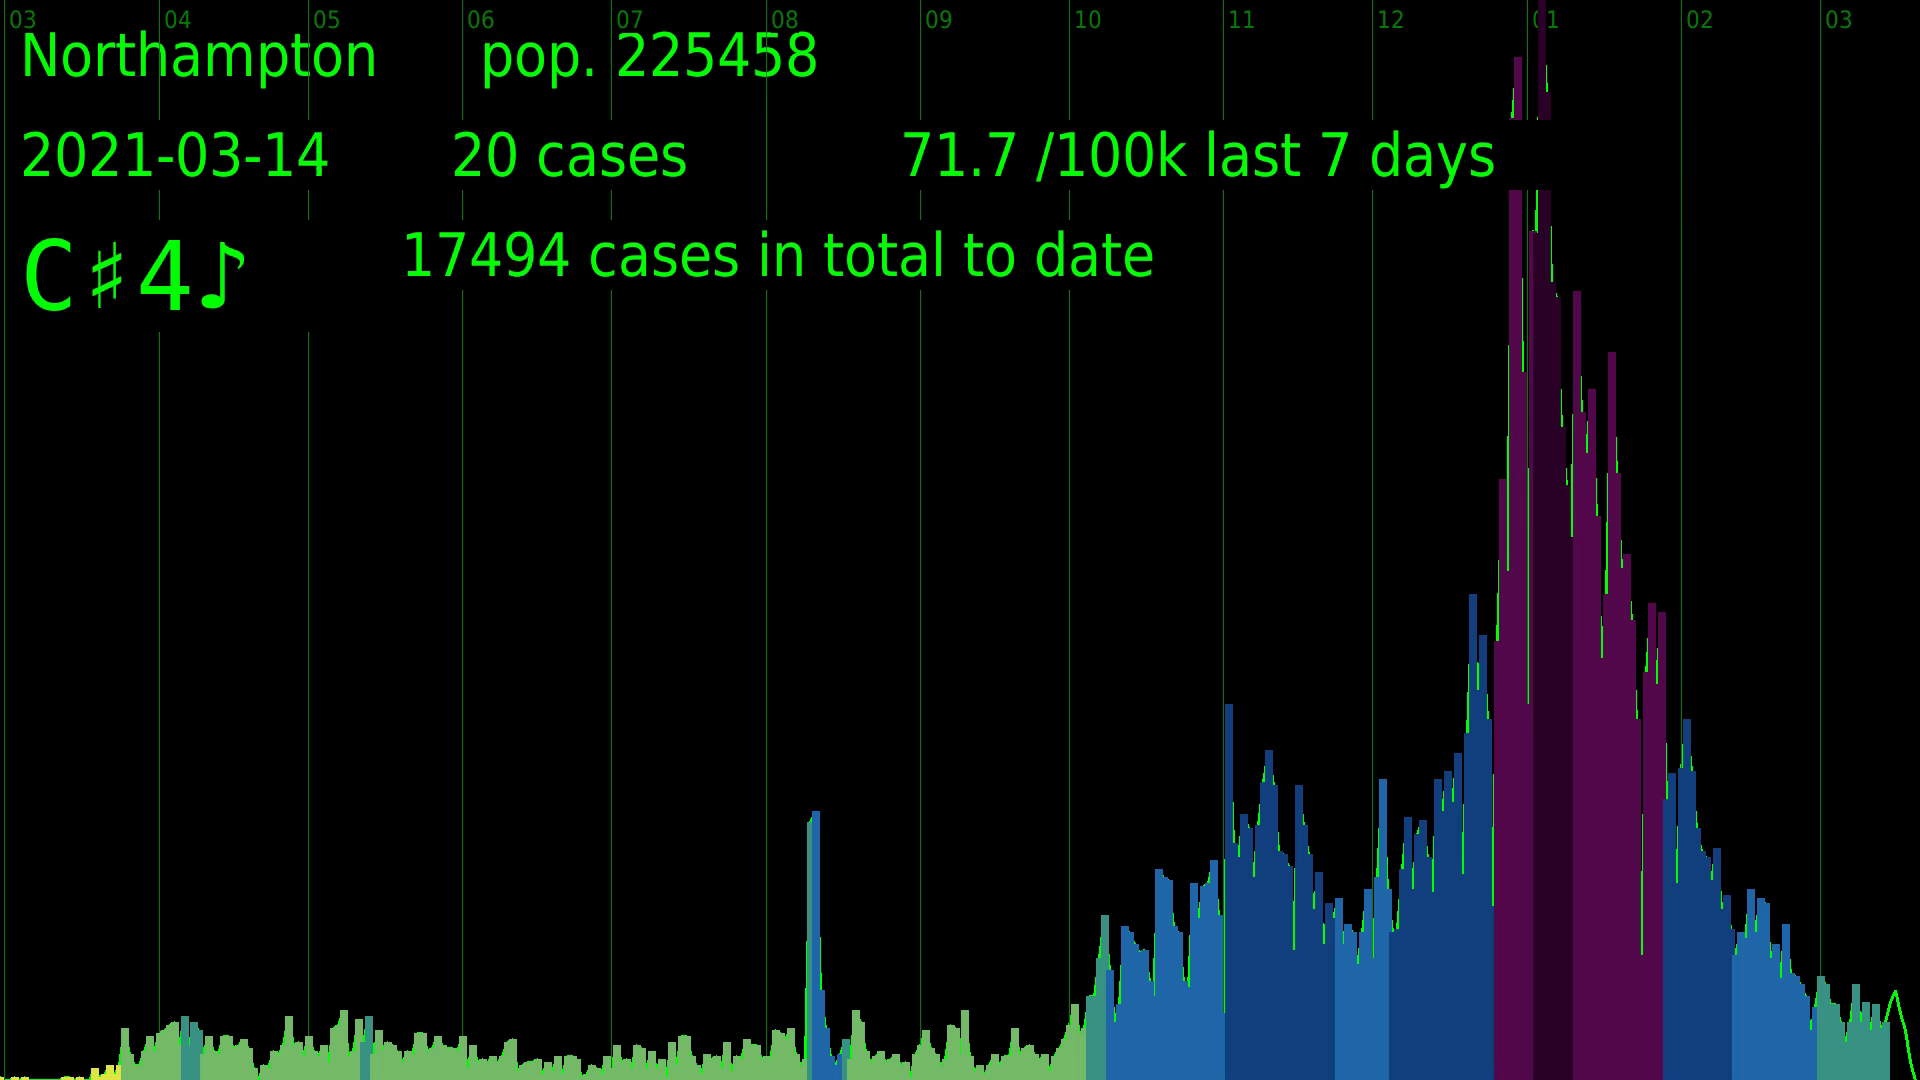 03 04 05 06 07 08 09 10 11 12 01 02 03
Northampton pop. 225458
2021-03-14 20 cases 71.7 /100k last 7 days
C♯4♪ 17494 cases in total to date